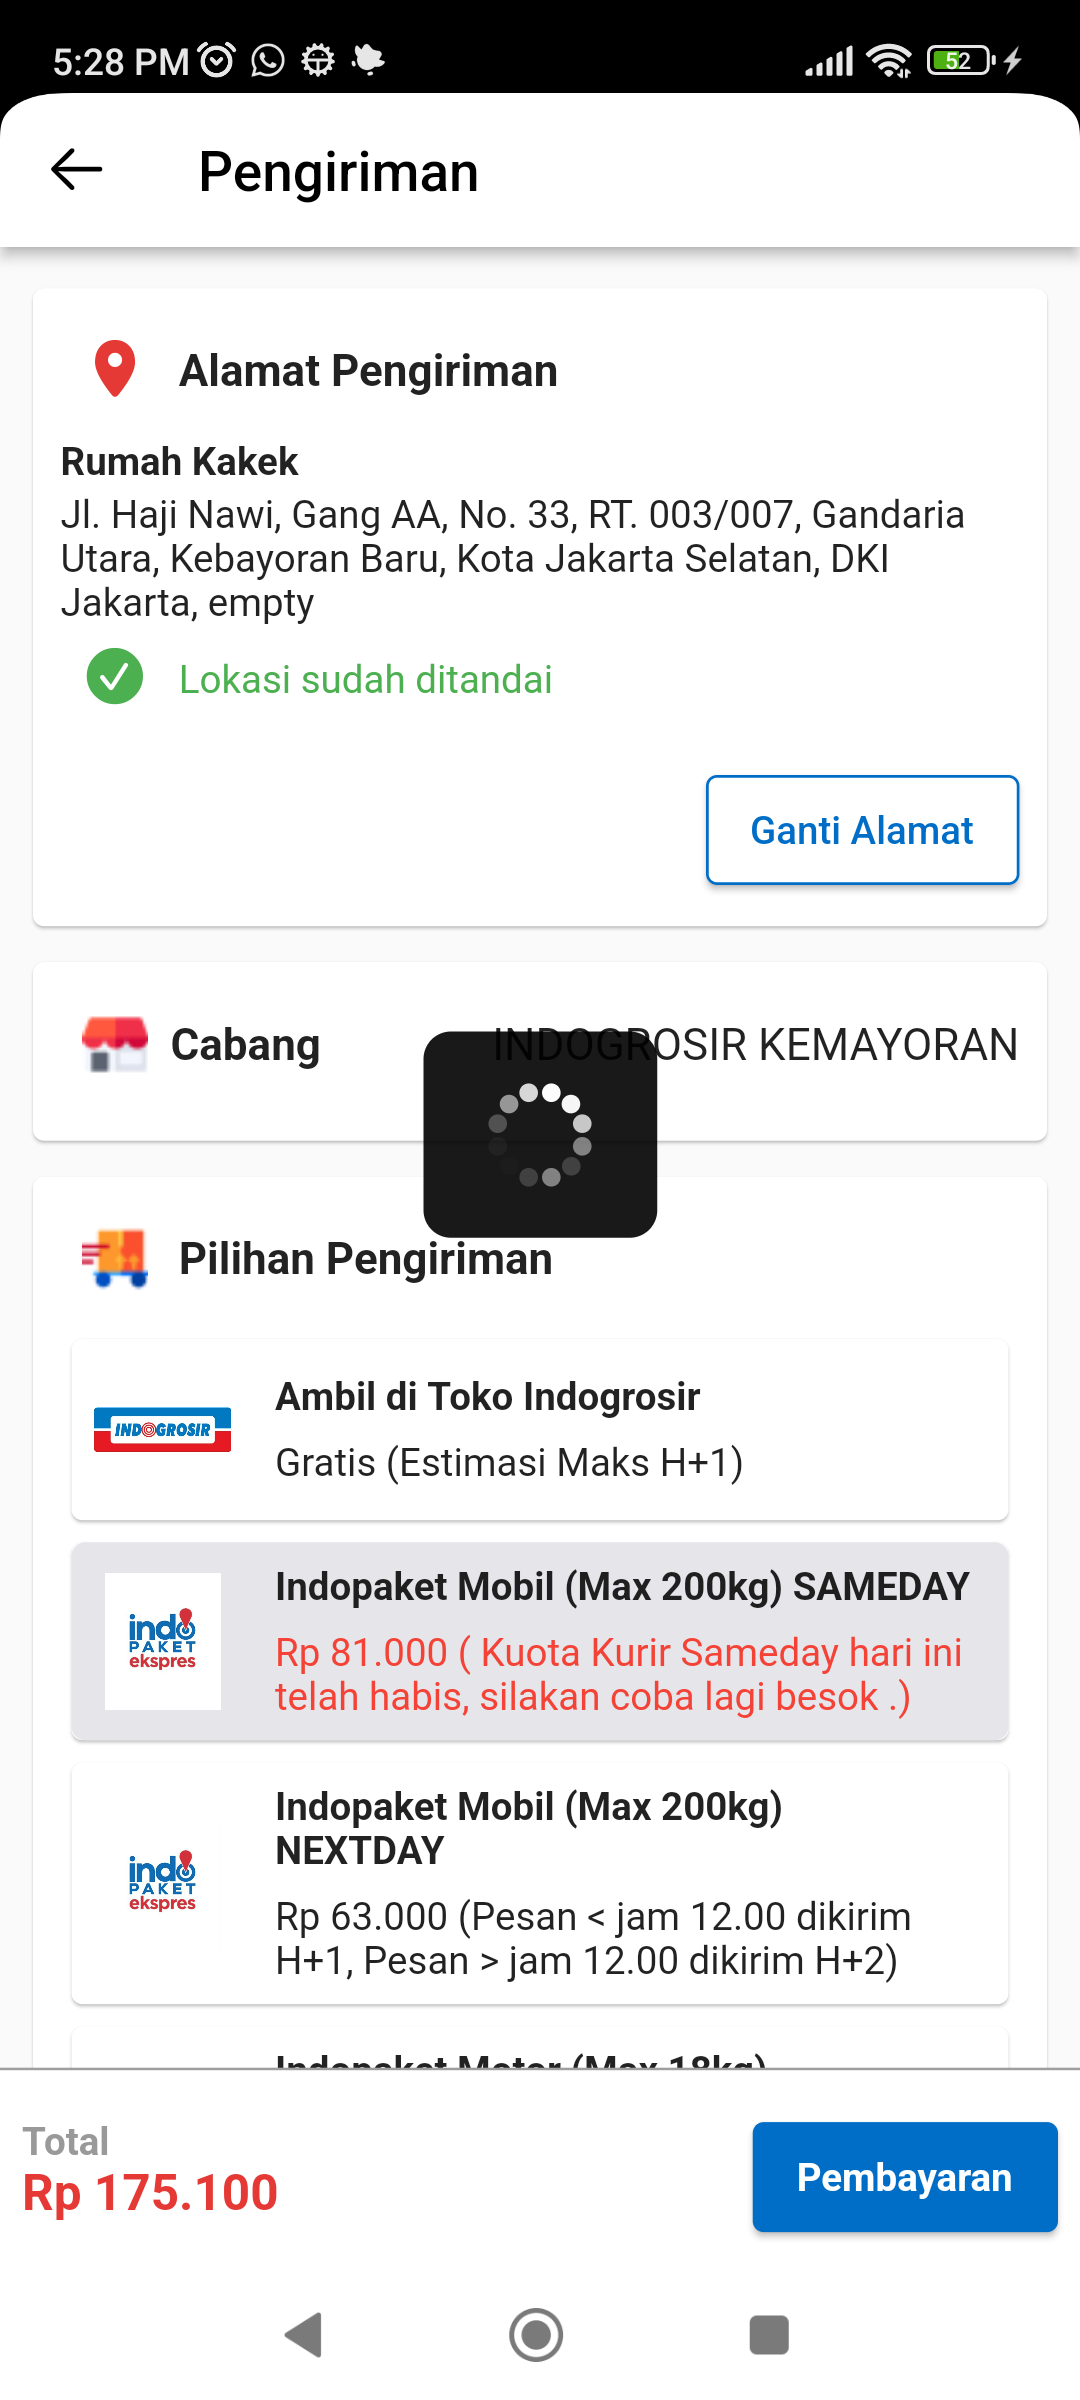 5:28 PM
52
Pengiriman
Alamat Pengiriman
Rumah Kakek
Jl. Haji Nawi, Gang AA, No. 33, RT. 003/007, Gandaria
Utara, Kebayoran Baru, Kota Jakarta Selatan, DKI
Jakarta, empty
Lokasi sudah ditandai
Ganti Alamat
Cabang
INDOGROSIR KEMAYORAN
Pilihan Pengiriman
INDOGROSIR
Ambil di Toko Indogrosir
Gratis (Estimasi Maks H+1)
indo
PAKET
ekspres
Indopaket Mobil (Max 200kg) SAMEDAY
Rp 81.000 ( Kuota Kurir Sameday hari ini
telah habis, silakan coba lagi besok .)
indo
PAKET
ekspres
Indopaket Mobil (Max 200kg)
NEXTDAY
Rp 63.000 (Pesan < jam 12.00 dikirim
H+1, Pesan > jam 12.00 dikirim H+2)
Indopaket Motor (Max 18kg)
Total
Rp 175.100
Pembayaran